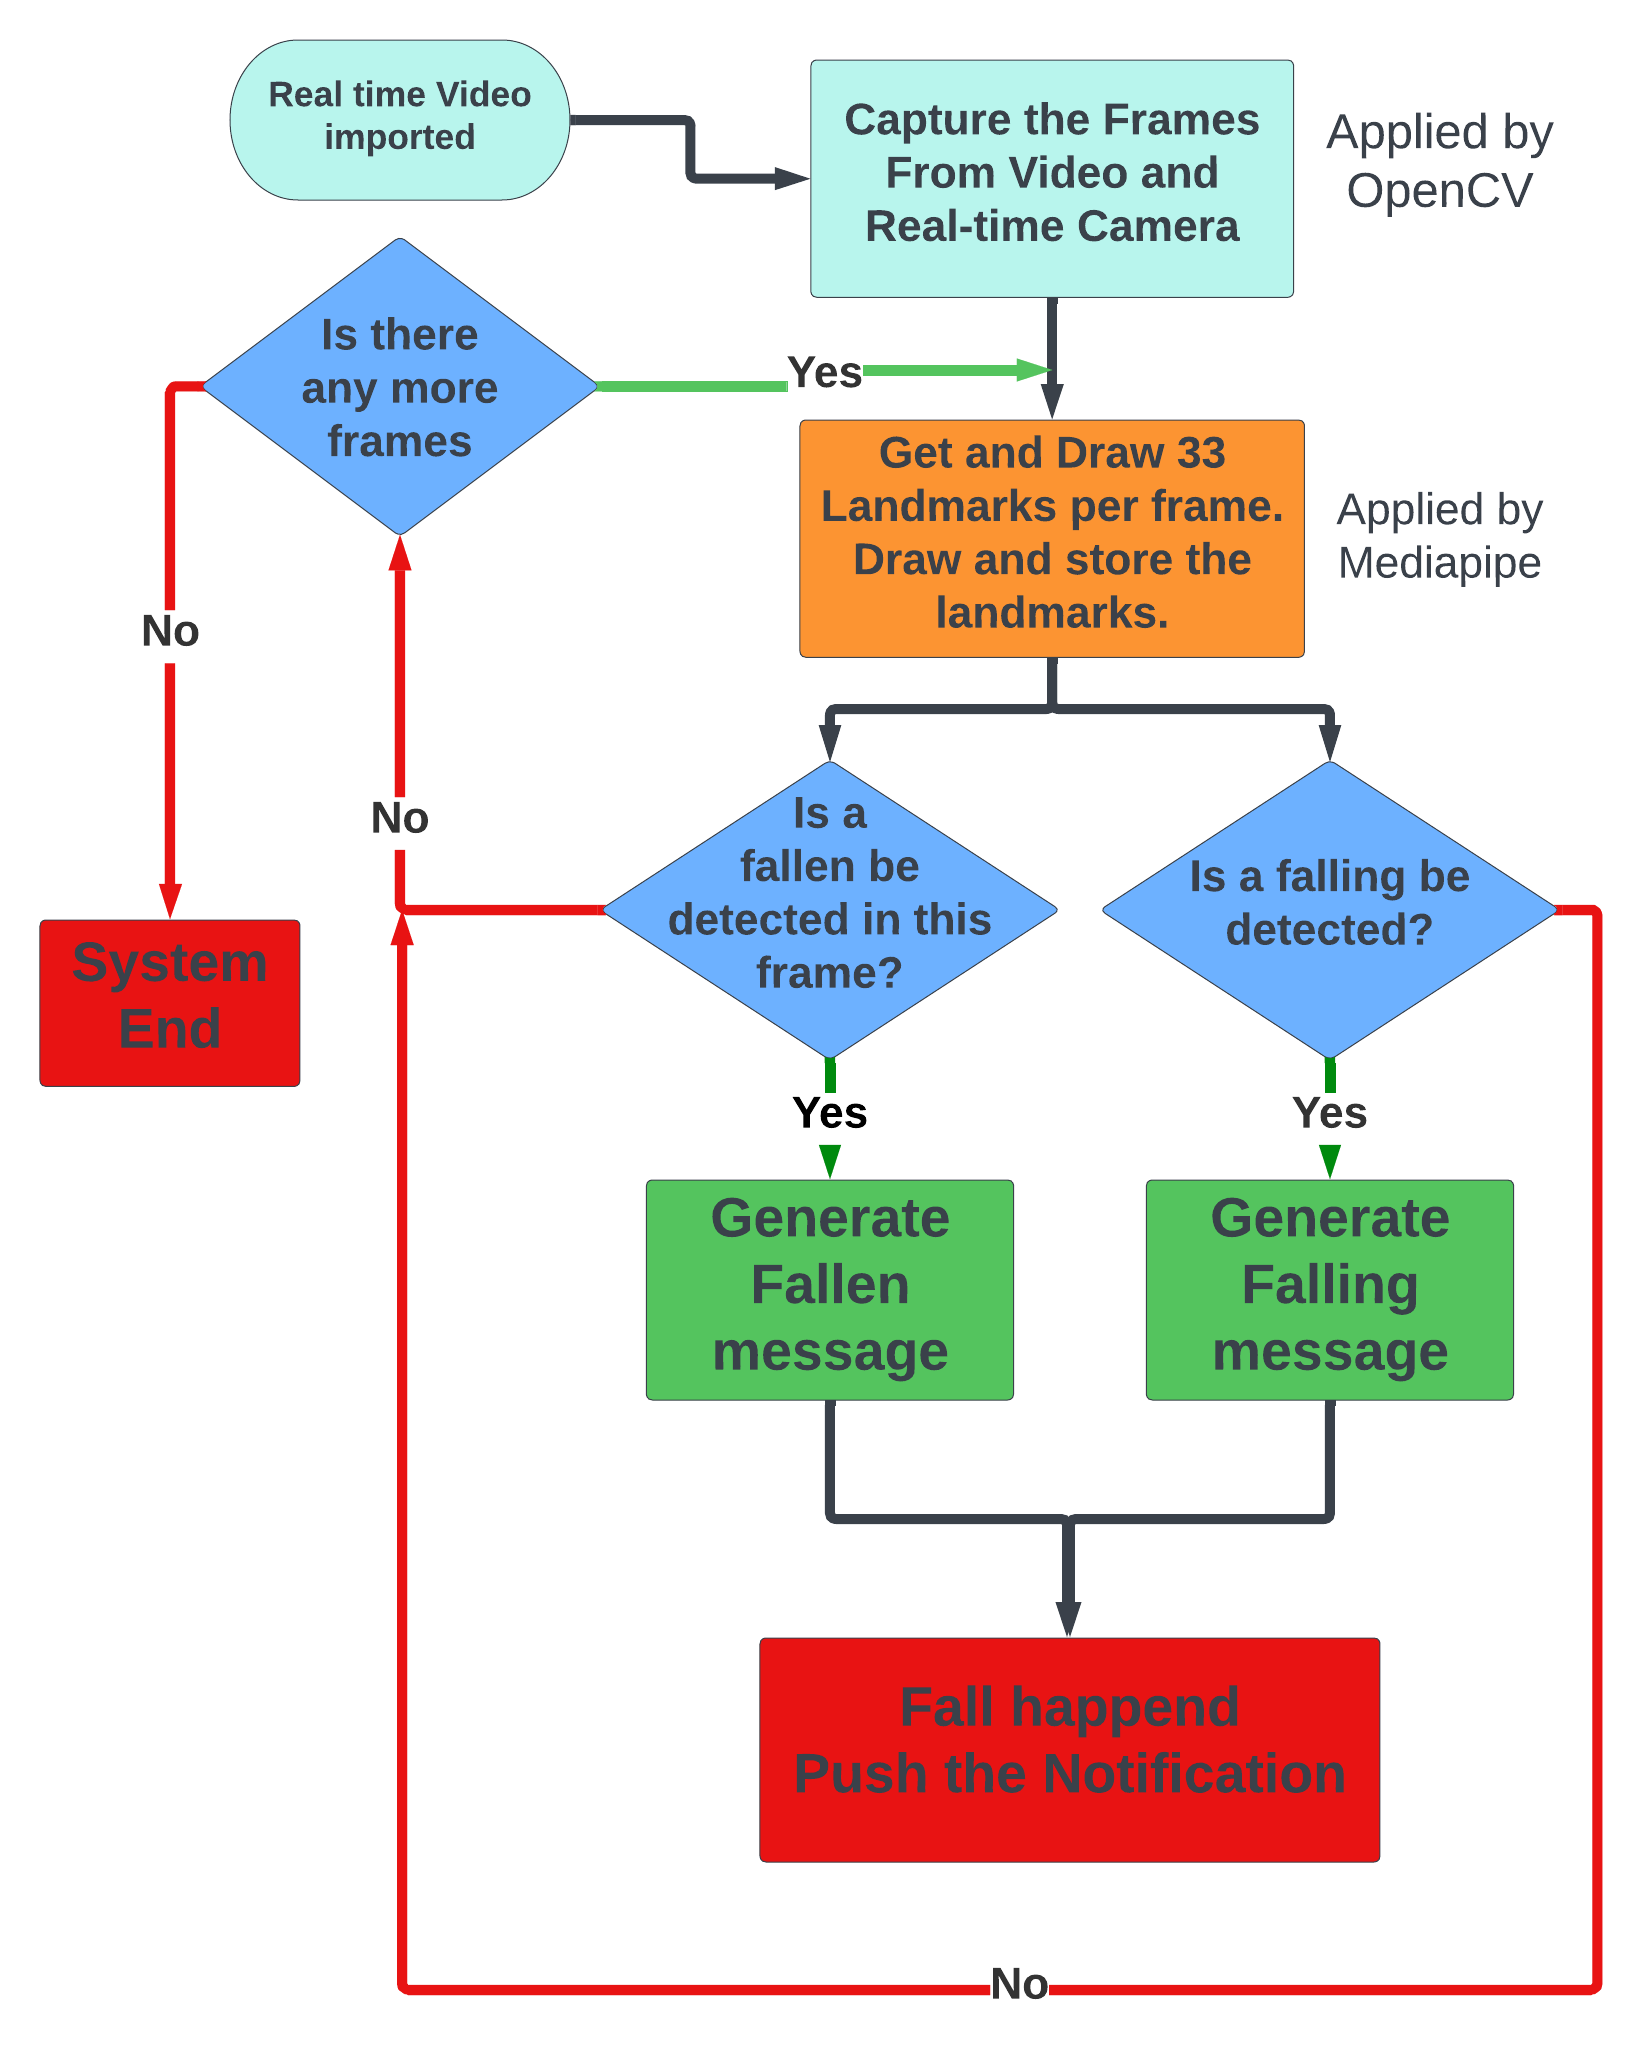 Real time Video
imported
Capture the Frames
From Video and
Real-time Camera
Applied by
OpenCV
Is there
any more
frames
Yes
Get and Draw 33
Landmarks per frame.
Draw and store the
landmarks.
Applied by
Mediapipe
No
No
Is a
fallen be
detected in this
frame?
Is a falling be
detected?
System
End
Yes
Yes
Generate
Fallen
message
Generate
Falling
message
Fall happend
Push the Notification
No